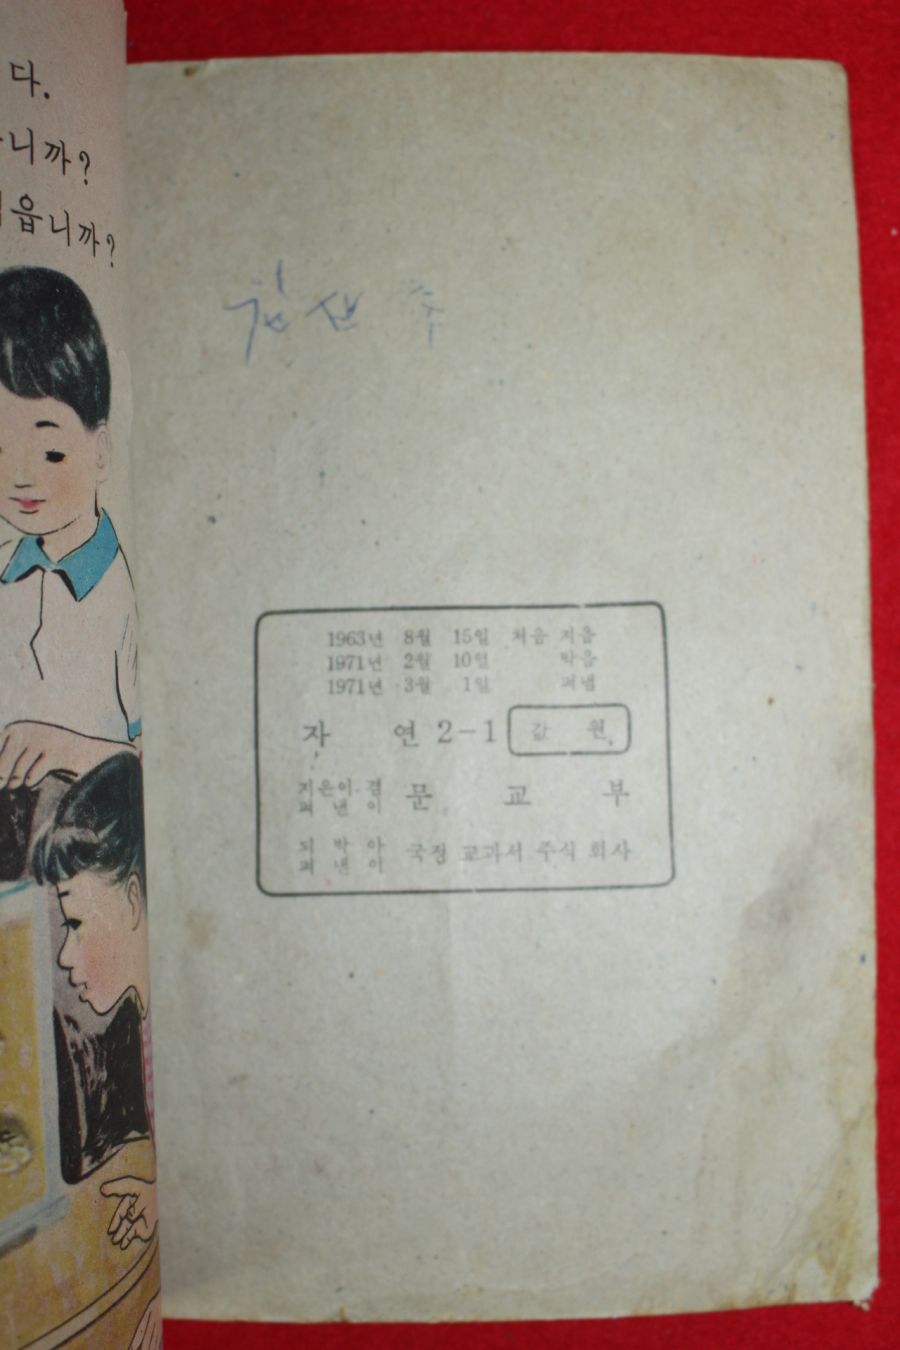 다.
니까?
읍니까?
1963년 8월 15일 처음 지음
1971년 2월 10일 박음
1971년 3월 1일 펴냄
자 연 2-1 값 원
지은이 겸
펴 낸 이 문 교 부
되 박 아
펴 낸 이 국정 교과서 주식 회사